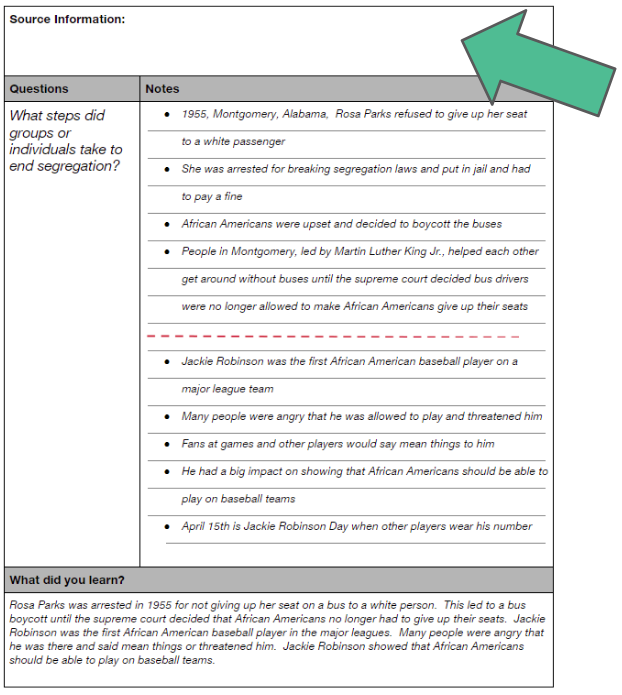 Source Information:
Questions
Notes
What steps did
groups or
individuals take to
end segregation?
• 1955, Montgomery, Alabama, Rosa Parks refused to give up her seat
to a white passenger
• She was arrested for breaking segregation laws and put in jail and had
to pay a fine
• African Americans were upset and decided to boycott the buses
• People in Montgomery, led by Martin Luther King Jr., helped each other
get around without buses until the supreme court decided bus drivers
were no longer allowed to make African Americans give up their seats
• Jackie Robinson was the first African American baseball player on a
major league team
• Many people were angry that he was allowed to play and threatened him
• Fans at games and other players would say mean things to him
• He had a big impact on showing that African Americans should be able to
play on baseball teams
• April 15th is Jackie Robinson Day when other players wear his number
What did you learn?
Rosa Parks was arrested in 1955 for not giving up her seat on a bus to a white person. This led to a bus
boycott until the supreme court decided that African Americans no longer had to give up their seats. Jackie
Robinson was the first African American baseball player in the major leagues. Many people were angry that
he was there and said mean things or threatened him. Jackie Robinson showed that African Americans
should be able to play on baseball teams.